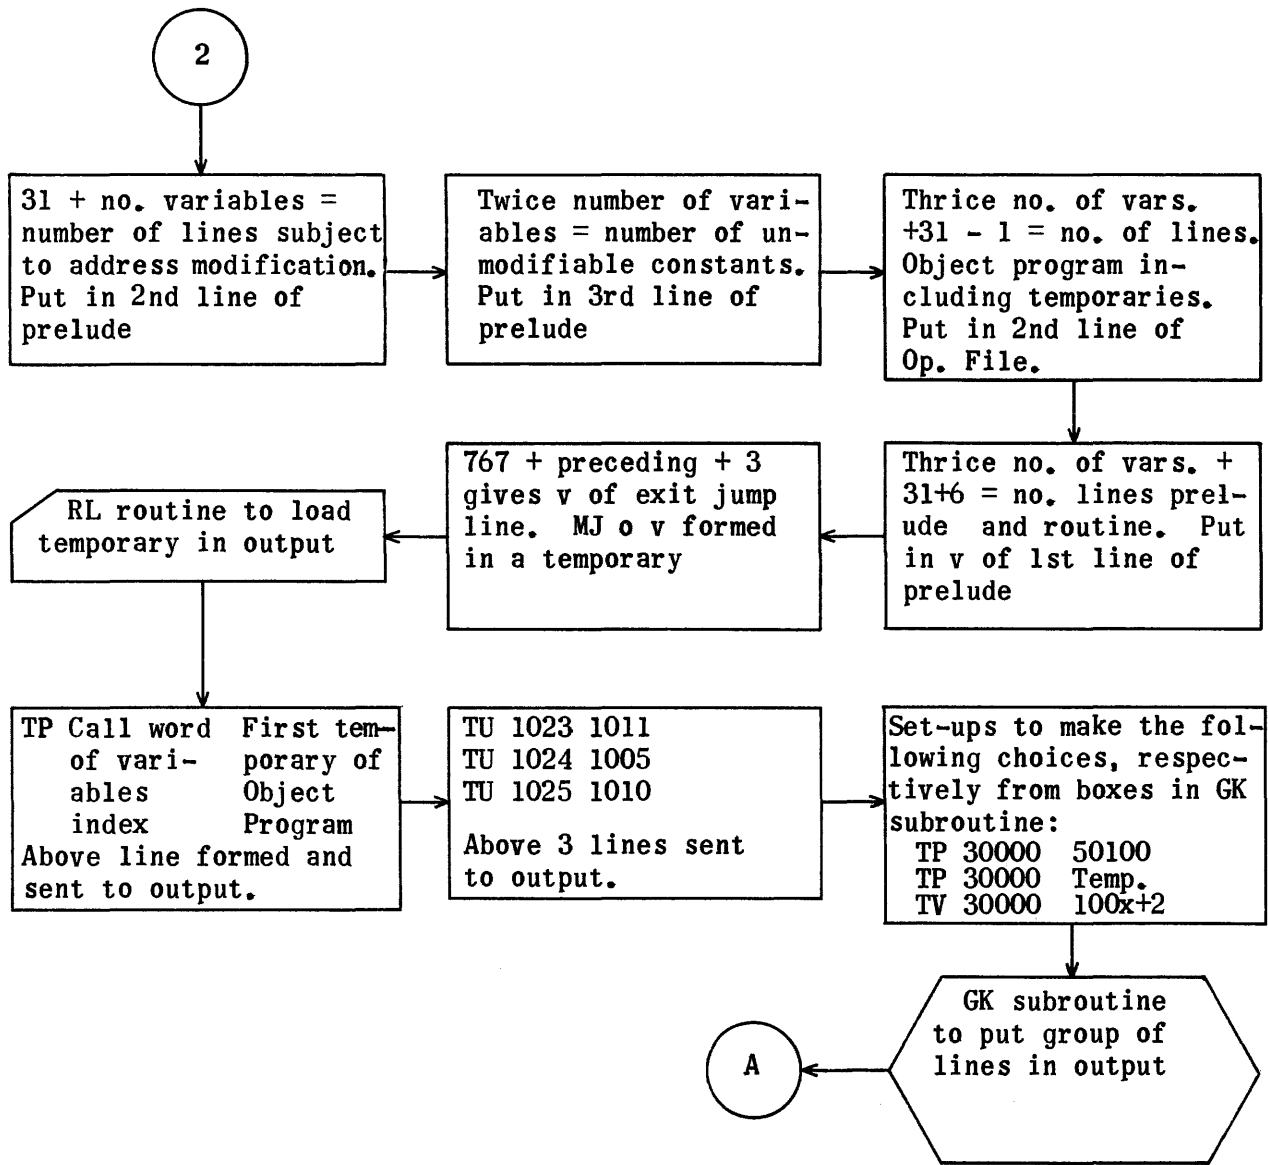 2
31 + no. variables =
number of lines subject
to address modification.
Put in 2nd line of
prelude
Twice number of vari-
ables = number of un-
modifiable constants.
Put in 3rd line of
prelude
Thrice no. of vars.
+31 - 1 = no. of lines.
Object program in-
cluding temporaries.
Put in 2nd line of
Op. File.
Thrice no. of vars. +
31+6 = no. lines prel-
ude and routine. Put
in v of 1st line of
prelude
767 + preceding + 3
gives v of exit jump
line. MJ o v formed
in a temporary
RL routine to load
temporary in output
TP Call word First tem-
of vari- porary of
ables Object
index Program
Above line formed and
sent to output.
TU 1023 1011
TU 1024 1005
TU 1025 1010
Above 3 lines sent
to output.
Set-ups to make the fol-
lowing choices, respec-
tively from boxes in GK
subroutine:
TP 30000 50100
TP 30000 Temp.
TV 30000 100x+2
GK subroutine
to put group of
lines in output
A